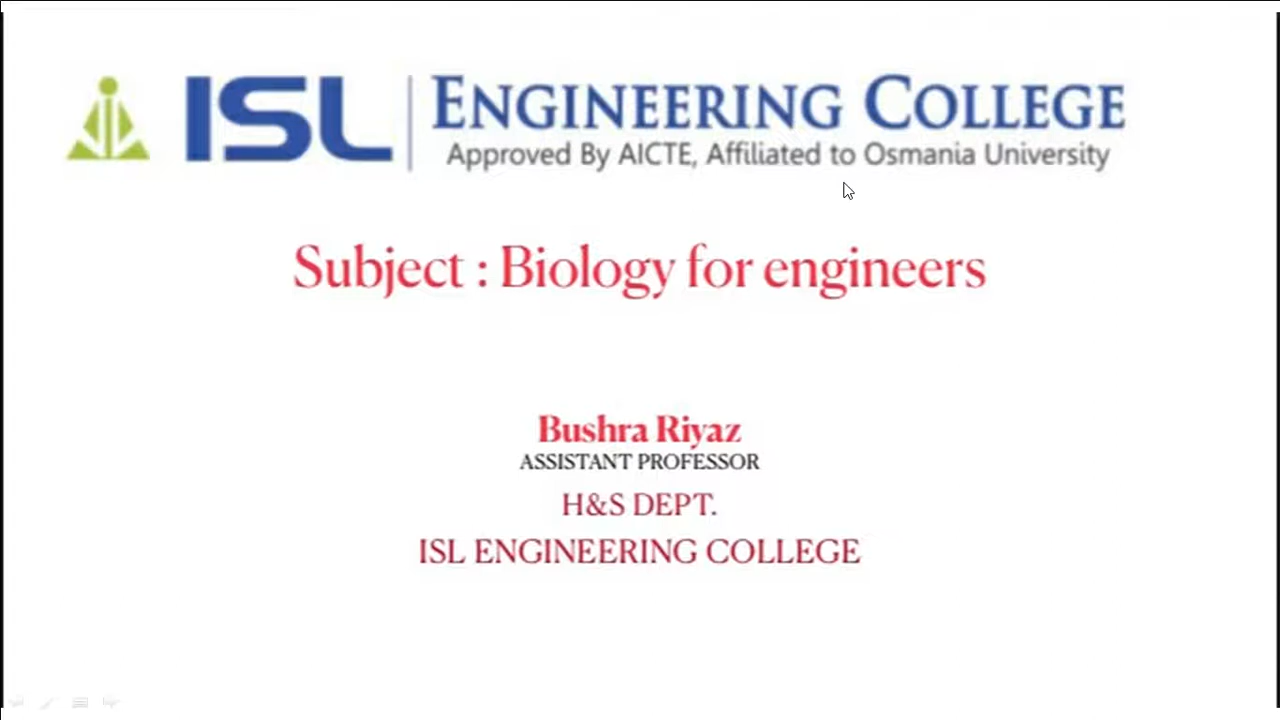 ISL ENGINEERING COLLEGE
Approved By AICTE, Affiliated to Osmania University
Subject : Biology for engineers
Bushra Riyaz
ASSISTANT PROFESSOR
H&S DEPT.
ISL ENGINEERING COLLEGE